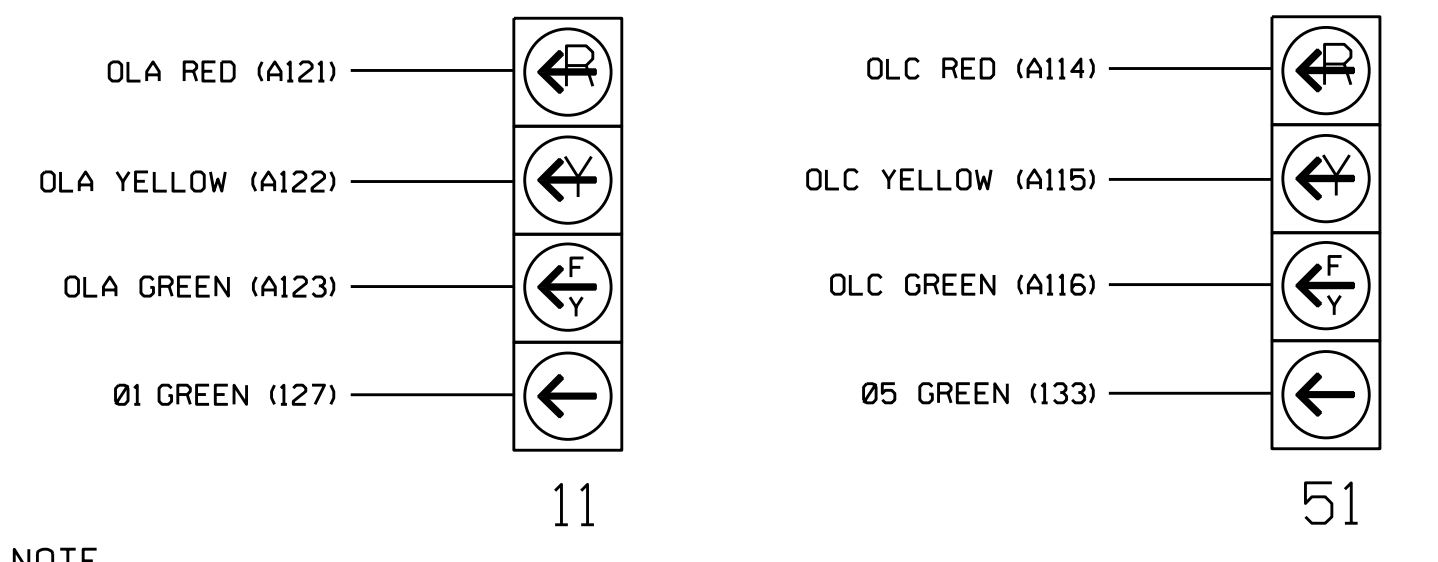 OLA RED (A121)
R
OLA YELLOW (A122)
Y
OLA GREEN (A123)
F
Y
Ø1 GREEN (127)
11
OLC RED (A114)
R
OLC YELLOW (A115)
Y
OLC GREEN (A116)
F
Y
Ø5 GREEN (133)
51
NOTE